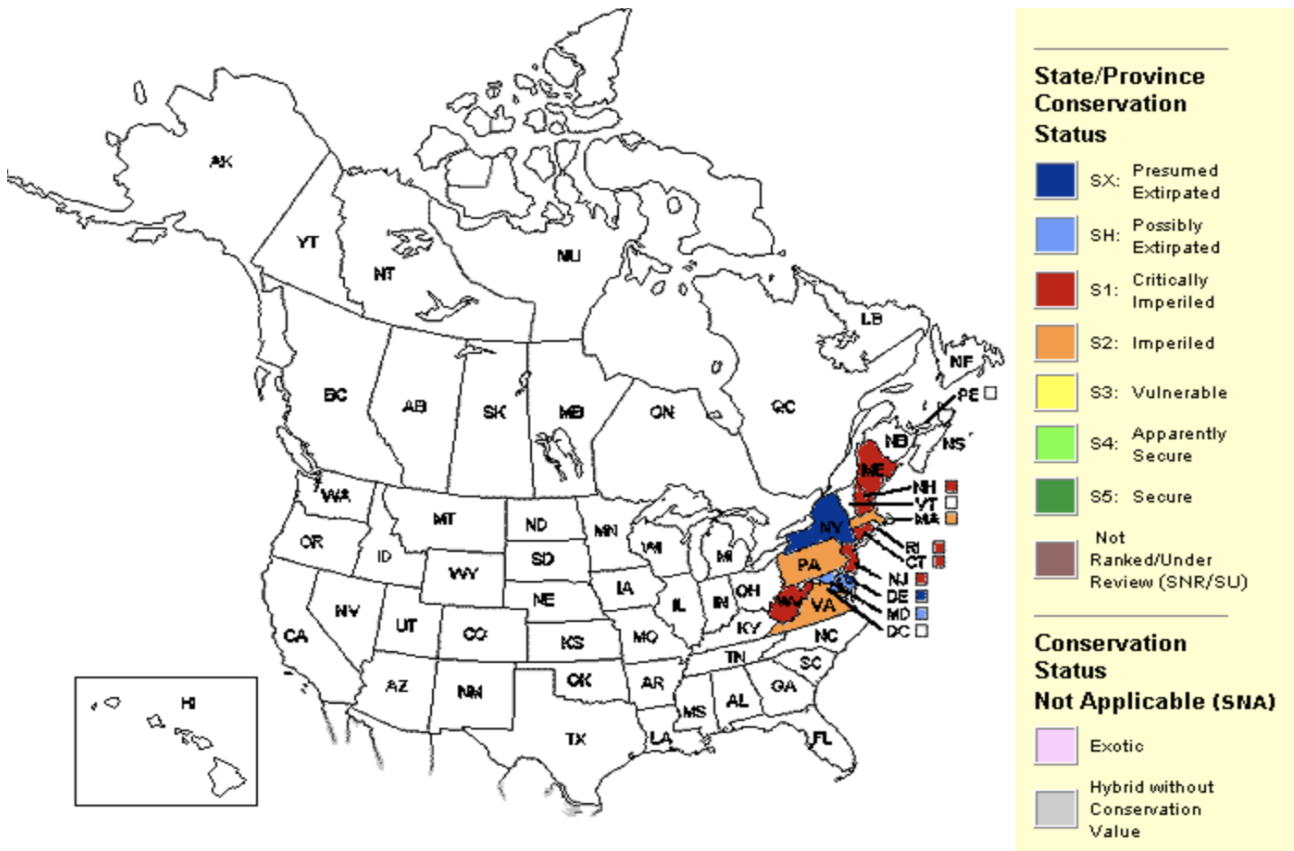 AK
YT
NT
NU
LB
NF
PE
BC
AB
SK
MB
ON
QC
NB
NS
ME
NH
VT
MA
WA
MT
ND
MN
NY
RI
OR
ID
SD
WI
MI
CT
PA
NJ
WY
IA
OH
DE
NV
NE
IL
IN
WV
VA
MD
DC
CA
UT
CO
KS
MO
KY
NC
TN
AZ
NM
OK
AR
SC
MS
AL
GA
HI
TX
LA
FL
State/Province
Conservation
Status
SX: Presumed
Extirpated
SH: Possibly
Extirpated
S1: Critically
Imperiled
S2: Imperiled
S3: Vulnerable
S4: Apparently
Secure
S5: Secure
Not
Ranked/Under
Review (SNR/SU)
Conservation
Status
Not Applicable (SNA)
Exotic
Hybrid without
Conservation
Value